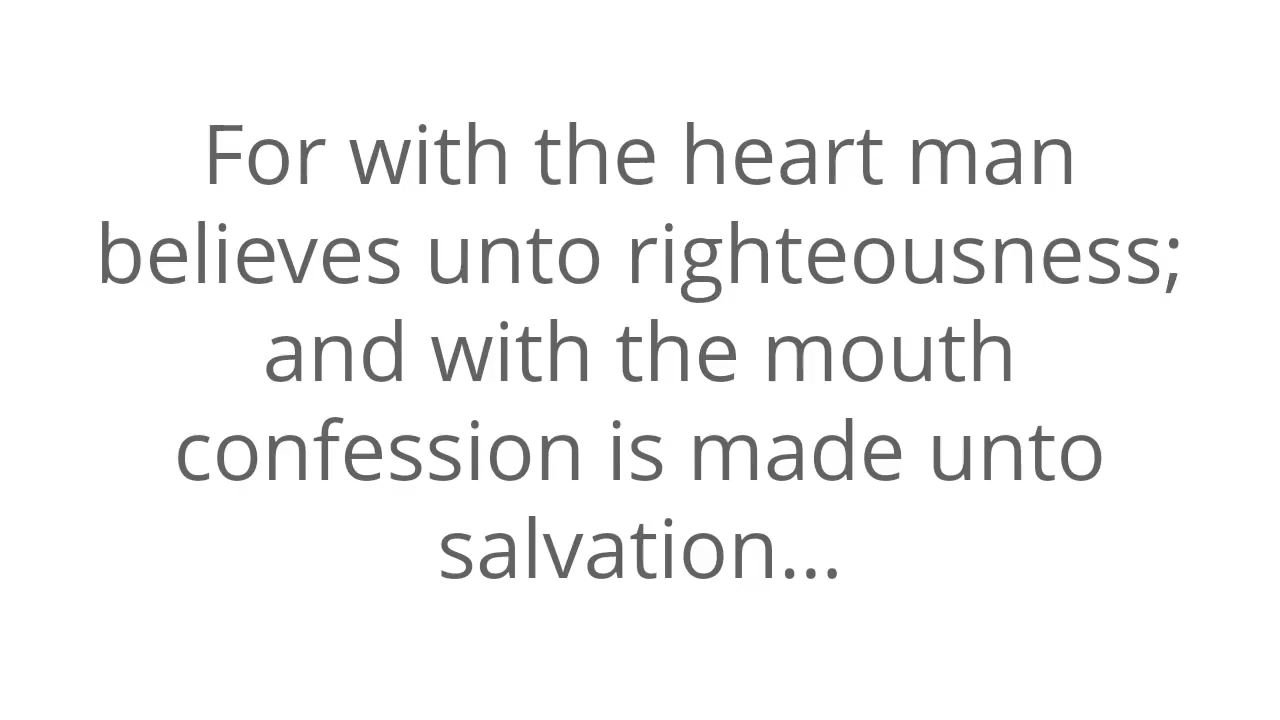 For with the heart man
believes unto righteousness;
and with the mouth
confession is made unto
salvation...